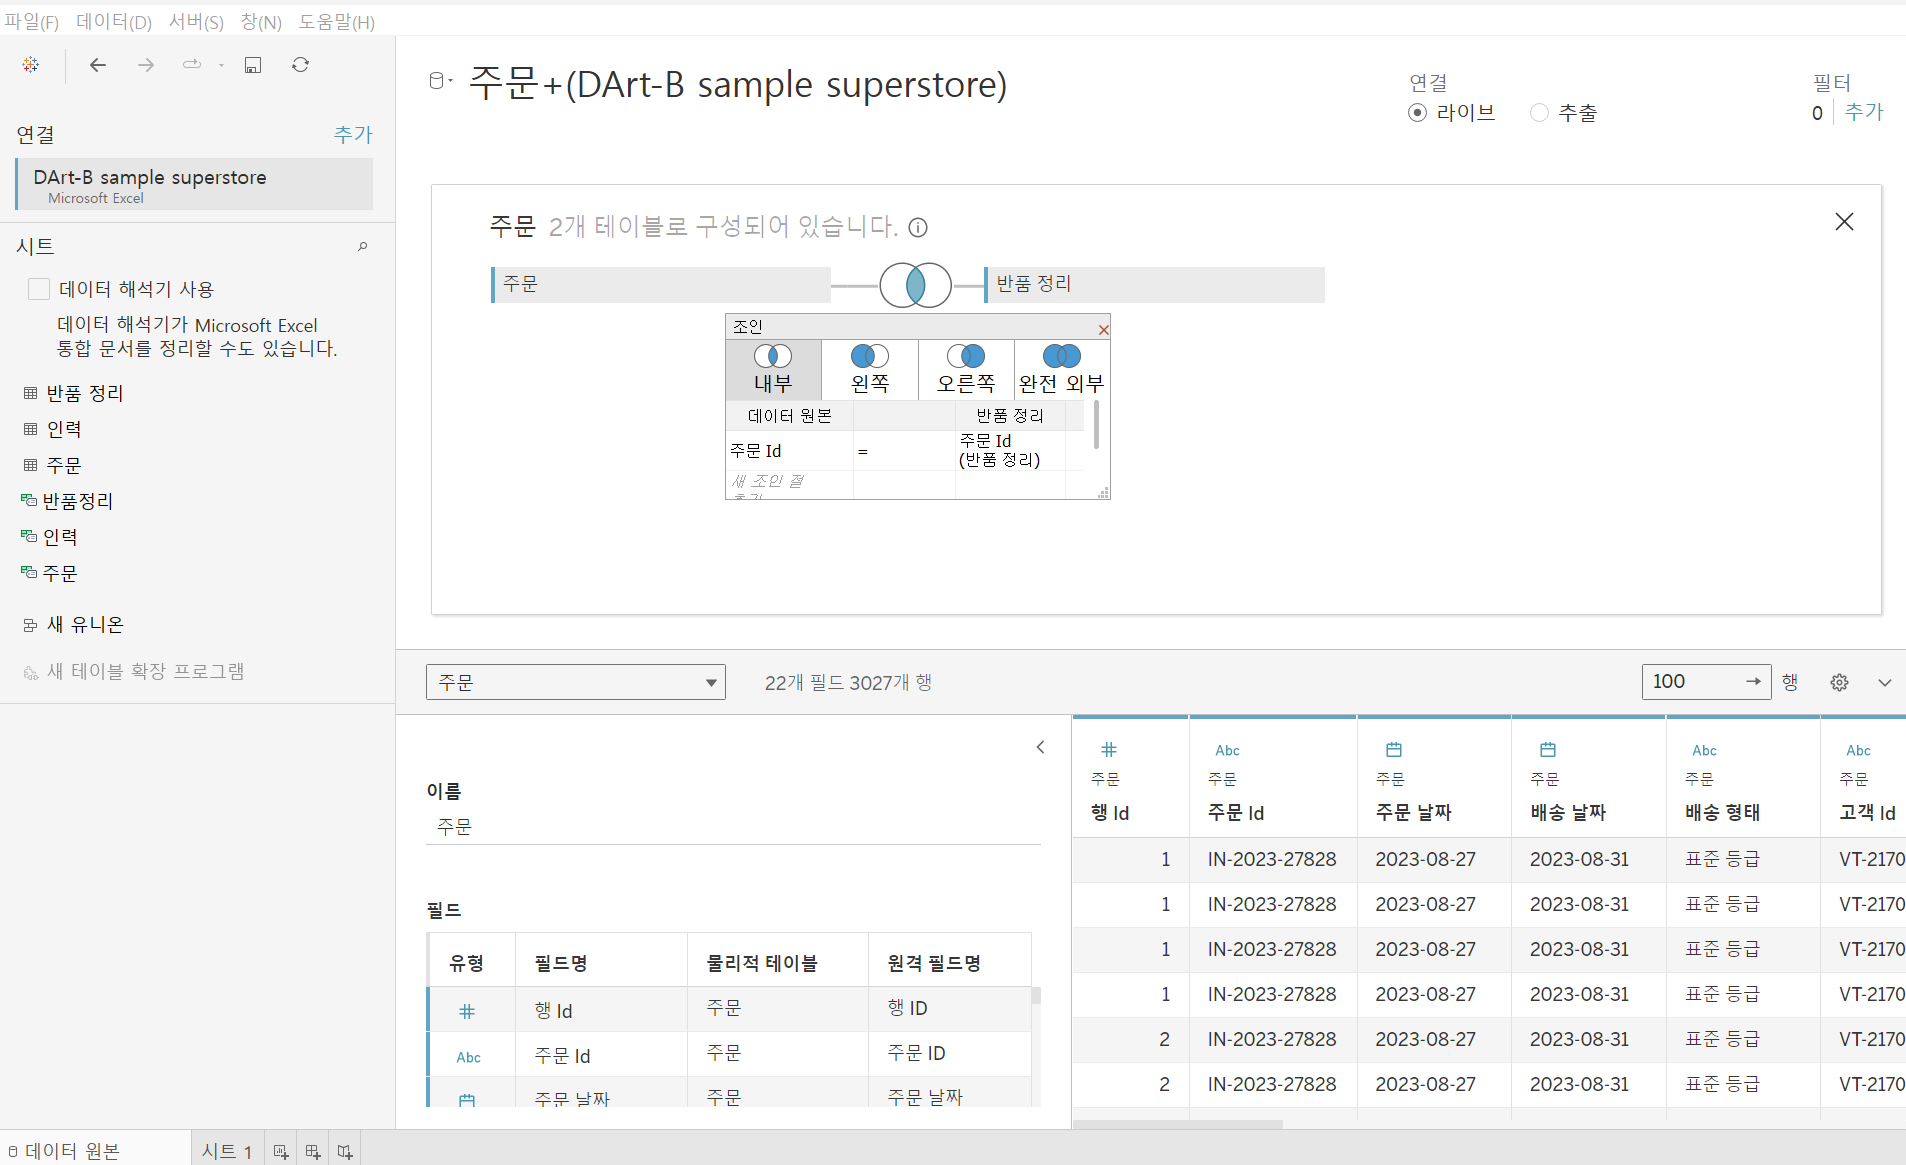 파일(F) 데이터(D) 서버(S) 창(N) 도움말(H)
연결 추가
DArt-B sample superstore
Microsoft Excel
시트
데이터 해석기 사용
데이터 해석기가 Microsoft Excel
통합 문서를 정리할 수도 있습니다.
반품 정리
인력
주문
반품정리
인력
주문
새 유니온
새 테이블 확장 프로그램
주문+(DArt-B sample superstore)
연결
라이브 추출
필터
0 추가
주문 2개 테이블로 구성되어 있습니다.
주문 반품 정리
조인
내부 왼쪽 오른쪽 완전 외부
데이터 원본 반품 정리
주문 Id = 주문 Id
(반품 정리)
새 조인 절
추가
주문 22개 필드 3027개 행 100 행
이름
주문
필드
유형 필드명 물리적 테이블 원격 필드명
행 Id 주문 행 ID
Abc 주문 Id 주문 주문 ID
주문 날짜 주문 주문 날짜
Abc Abc Abc
주문 주문 주문 주문 주문 주문
행 Id 주문 Id 주문 날짜 배송 날짜 배송 형태 고객 Id
1 IN-2023-27828 2023-08-27 2023-08-31 표준 등급 VT-2170
1 IN-2023-27828 2023-08-27 2023-08-31 표준 등급 VT-2170
1 IN-2023-27828 2023-08-27 2023-08-31 표준 등급 VT-2170
1 IN-2023-27828 2023-08-27 2023-08-31 표준 등급 VT-2170
2 IN-2023-27828 2023-08-27 2023-08-31 표준 등급 VT-2170
2 IN-2023-27828 2023-08-27 2023-08-31 표준 등급 VT-2170
데이터 원본 시트 1